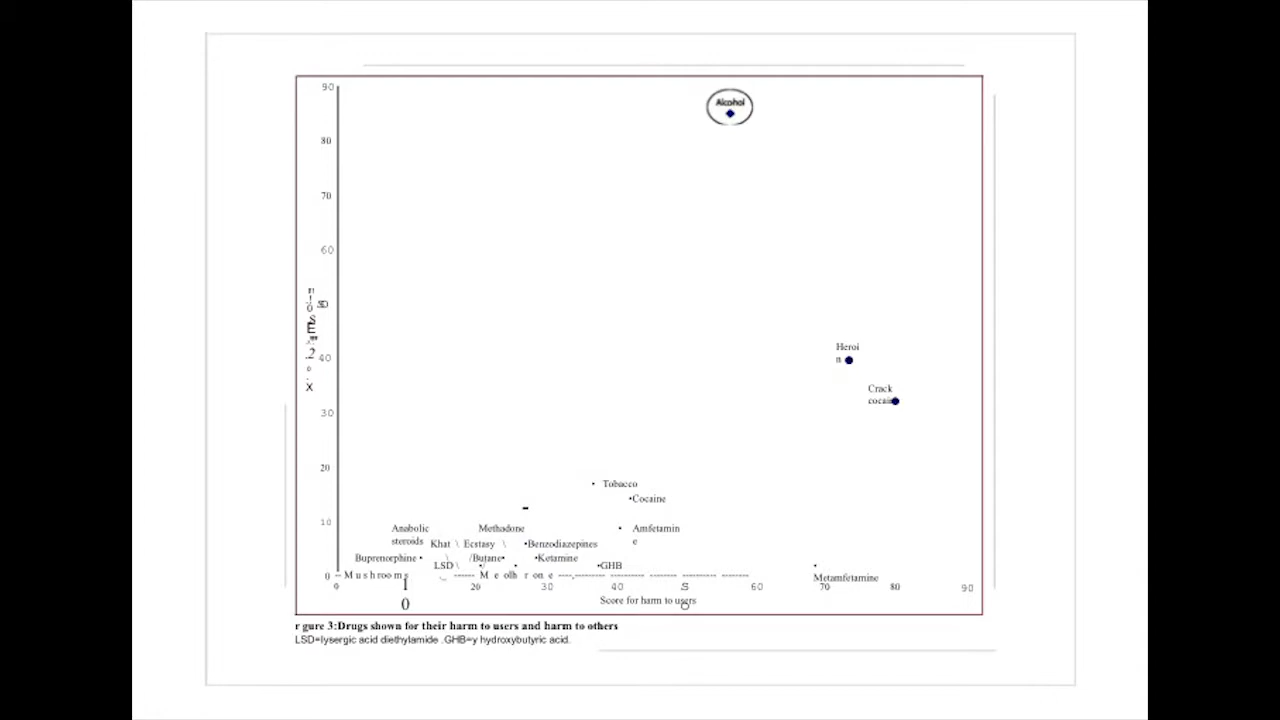 90
Alcohol
80
70
60
50
40
Heroi
n
Crack
cocain
30
20
Tobacco
Cocaine
10
Anabolic
steroids
Methadone
Amfetamin
e
Khat \ Ecstasy \
Benzodiazepines
Buprenorphine
/Butane
Ketamine
LSD \
GHB
0
Mushrooms
Metamfetamine
0
10
20
30
40
60
70
80
90
Score for harm to users
r gure 3:Drugs shown for their harm to users and harm to others
LSD=lysergic acid diethylamide .GHB=y hydroxybutyric acid.